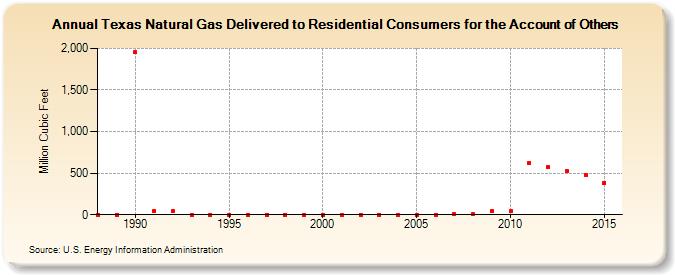 Annual Texas Natural Gas Delivered to Residential Consumers for the Account of Others
Million Cubic Feet
2,000
1,500
1,000
500
0
1990 1995 2000 2005 2010 2015
Source: U.S. Energy Information Administration